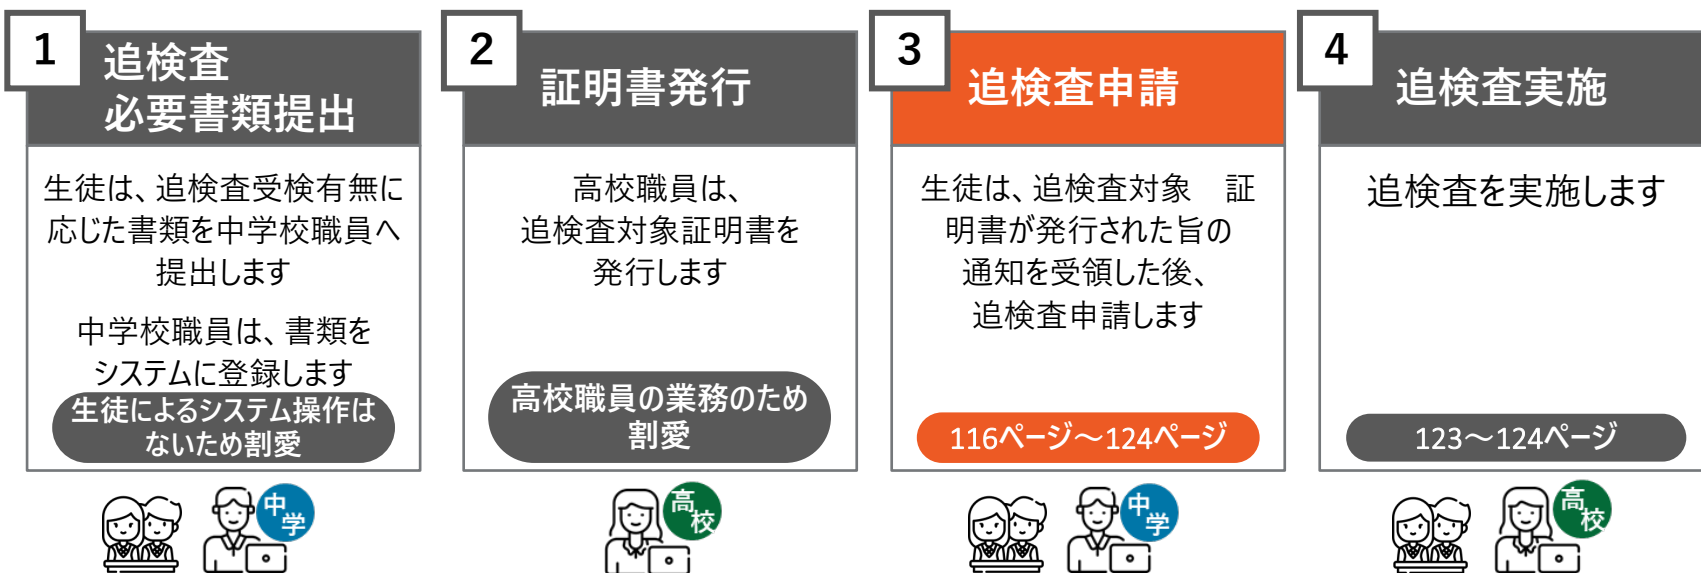 1
追検査
必要書類提出
生徒は、追検査受検有無に
応じた書類を中学校職員へ
提出します
中学校職員は、書類を
システムに登録します
生徒によるシステム操作は
ないため割愛
中
学
2
証明書発行
高校職員は、
追検査対象証明書を
発行します
高校職員の業務のため
割愛
高
校
3
追検査申請
生徒は、追検査対象　証
明書が発行された旨の
通知を受領した後、
追検査申請します
116ページ～124ページ
中
学
4
追検査実施
追検査を実施します
123～124ページ
高
校